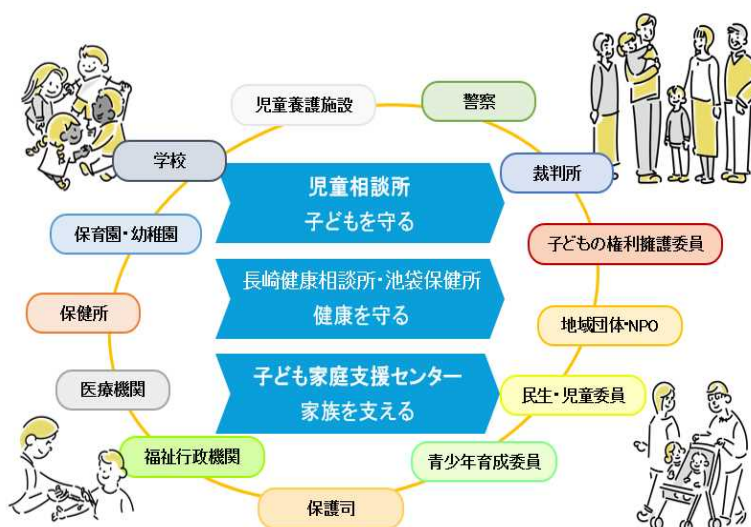 児童養護施設
警察
学校
裁判所
児童相談所
子どもを守る
保育園・幼稚園
子どもの権利擁護委員
長崎健康相談所・池袋保健所
健康を守る
保健所
地域団体・NPO
子ども家庭支援センター
家族を支える
医療機関
民生・児童委員
福祉行政機関
青少年育成委員
保護司